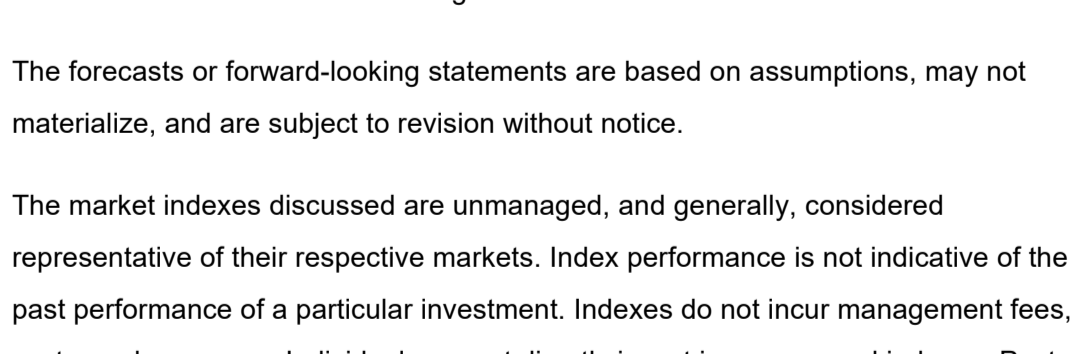 The forecasts or forward-looking statements are based on assumptions, may not
materialize, and are subject to revision without notice.
The market indexes discussed are unmanaged, and generally, considered
representative of their respective markets. Index performance is not indicative of the
past performance of a particular investment. Indexes do not incur management fees,